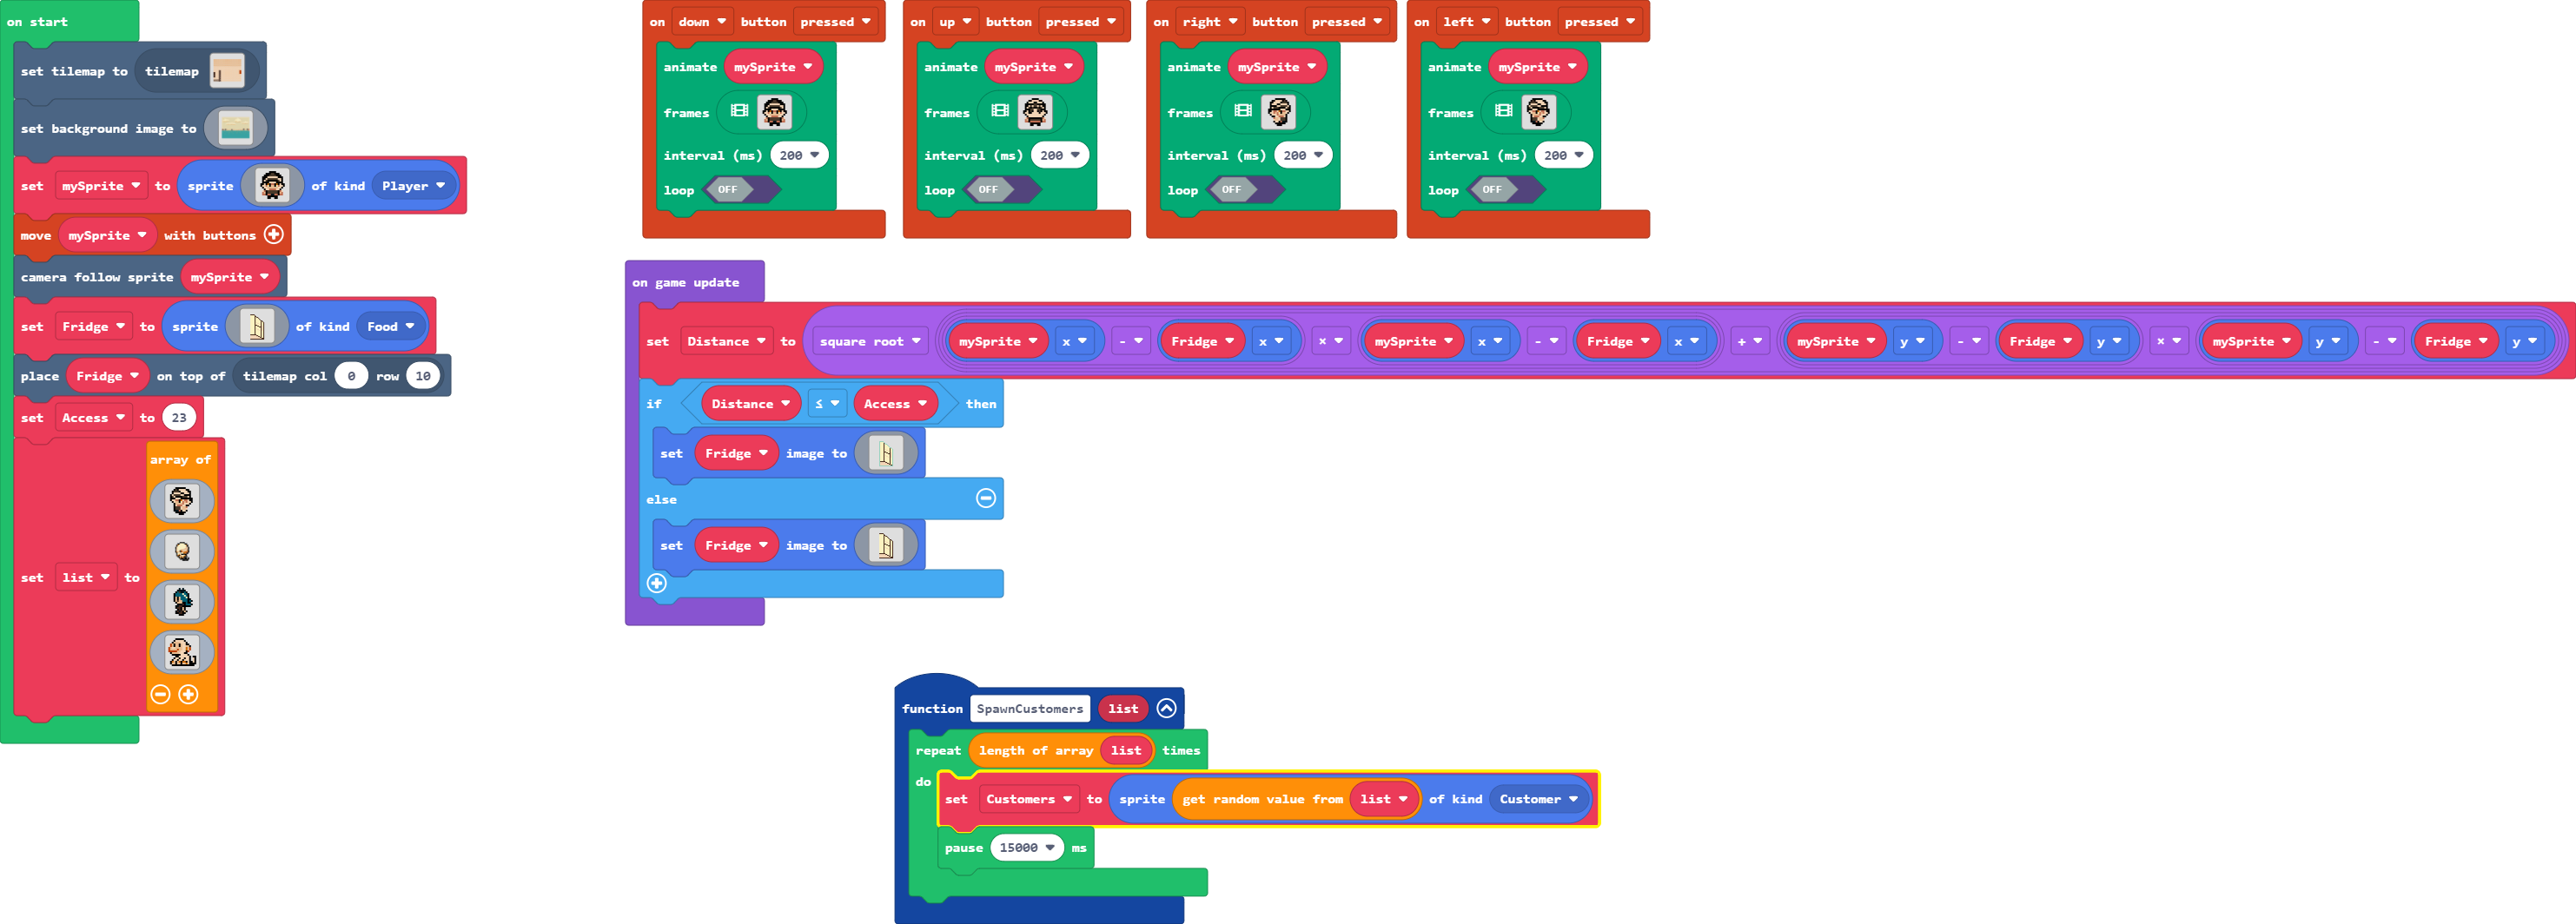 on start
set tilemap to tilemap
set background image to
set mySprite to sprite of kind Player
move mySprite with buttons
camera follow sprite mySprite
set Fridge to sprite of kind Food
place Fridge on top of tilemap col 0 row 10
set Access to 23
array of
set list to
on down button pressed
animate mySprite
frames
interval (ms) 200
loop OFF
on up button pressed
animate mySprite
frames
interval (ms) 200
loop OFF
on right button pressed
animate mySprite
frames
interval (ms) 200
loop OFF
on left button pressed
animate mySprite
frames
interval (ms) 200
loop OFF
on game update
set Distance to square root mySprite x - Fridge x × mySprite x - Fridge x + mySprite y - Fridge y × mySprite y - Fridge y
if Distance ≤ Access then
set Fridge image to
else
set Fridge image to
function SpawnCustomers list
repeat length of array list times
do
set Customers to sprite get random value from list of kind Customer
pause 15000 ms